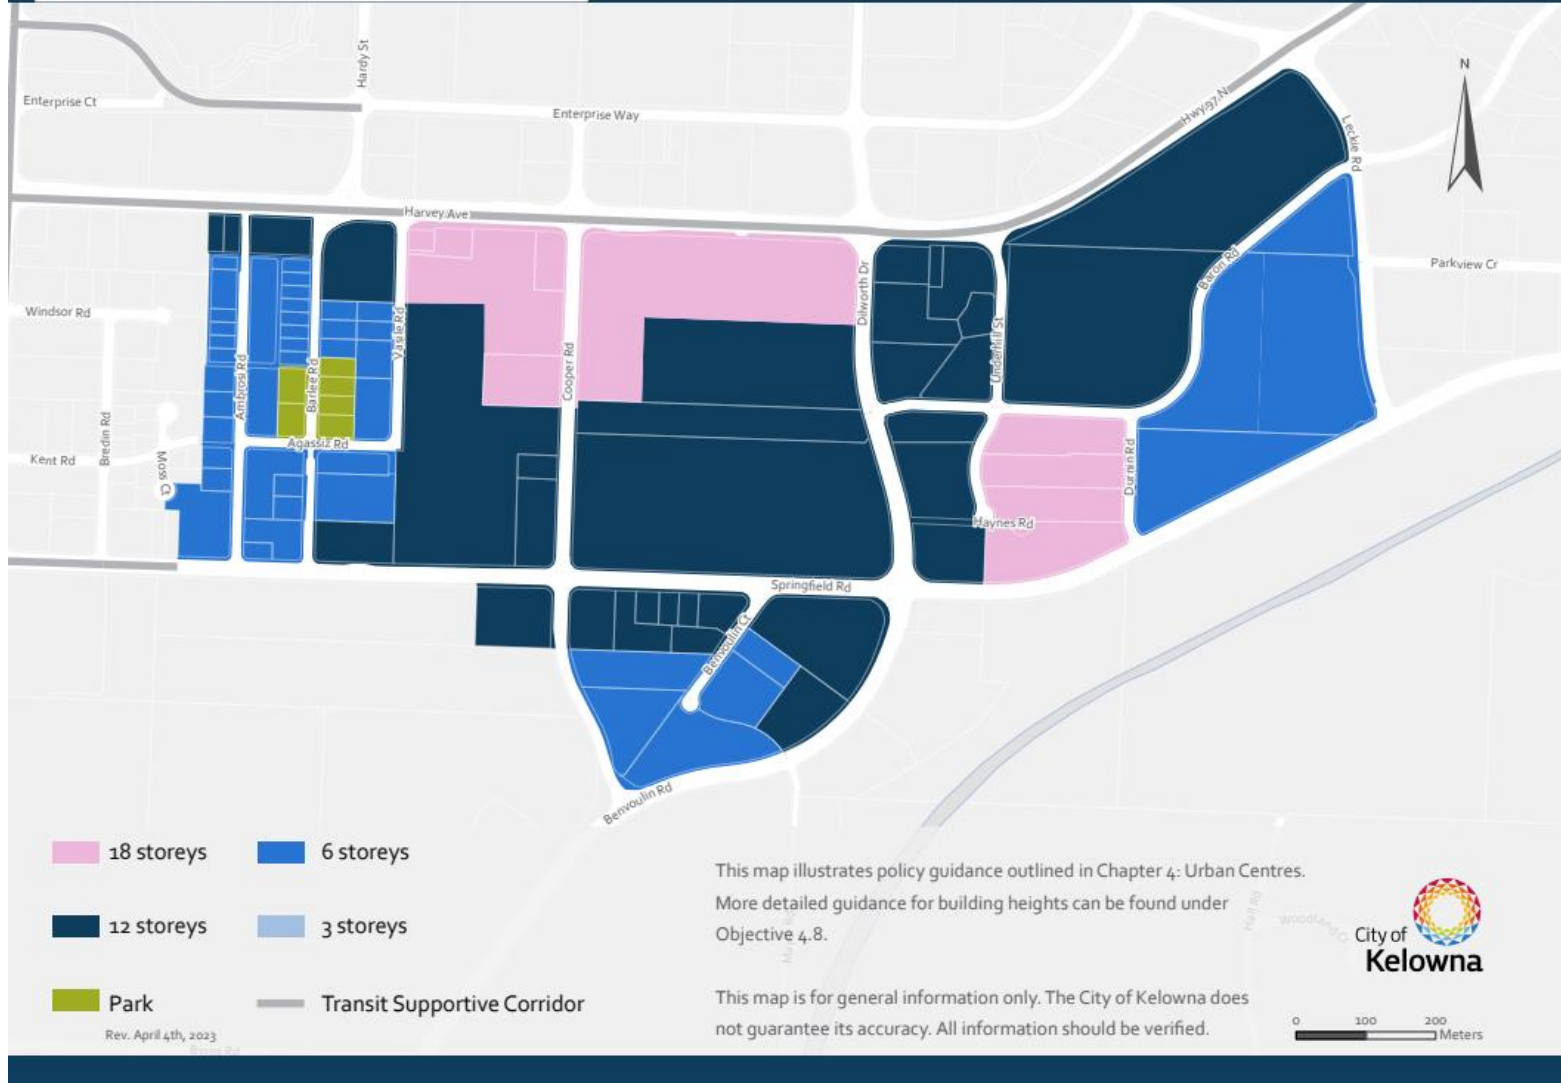 Hardy St
N
Enterprise Ct
Enterprise Way
Hwy 97 N
Leckie Rd
Harvey Ave
Parkview Cr
Baron Rd
Dilworth Dr
Windsor Rd
Vasile Rd
Underhill St
Cooper Rd
Ambrosi Rd
Barlee Rd
Bredin Rd
Agassiz Rd
Kent Rd
Moss Ct
Durnin Rd
Haynes Rd
Springfield Rd
Benvoulin Ct
Benvoulin Rd
18 storeys
6 storeys
12 storeys
3 storeys
Park
Transit Supportive Corridor
Rev. April 4th, 2023
This map illustrates policy guidance outlined in Chapter 4: Urban Centres.
More detailed guidance for building heights can be found under
Objective 4.8.
This map is for general information only. The City of Kelowna does
not guarantee its accuracy. All information should be verified.
Hall Rd
City of
Kelowna
0 100 200
Meters